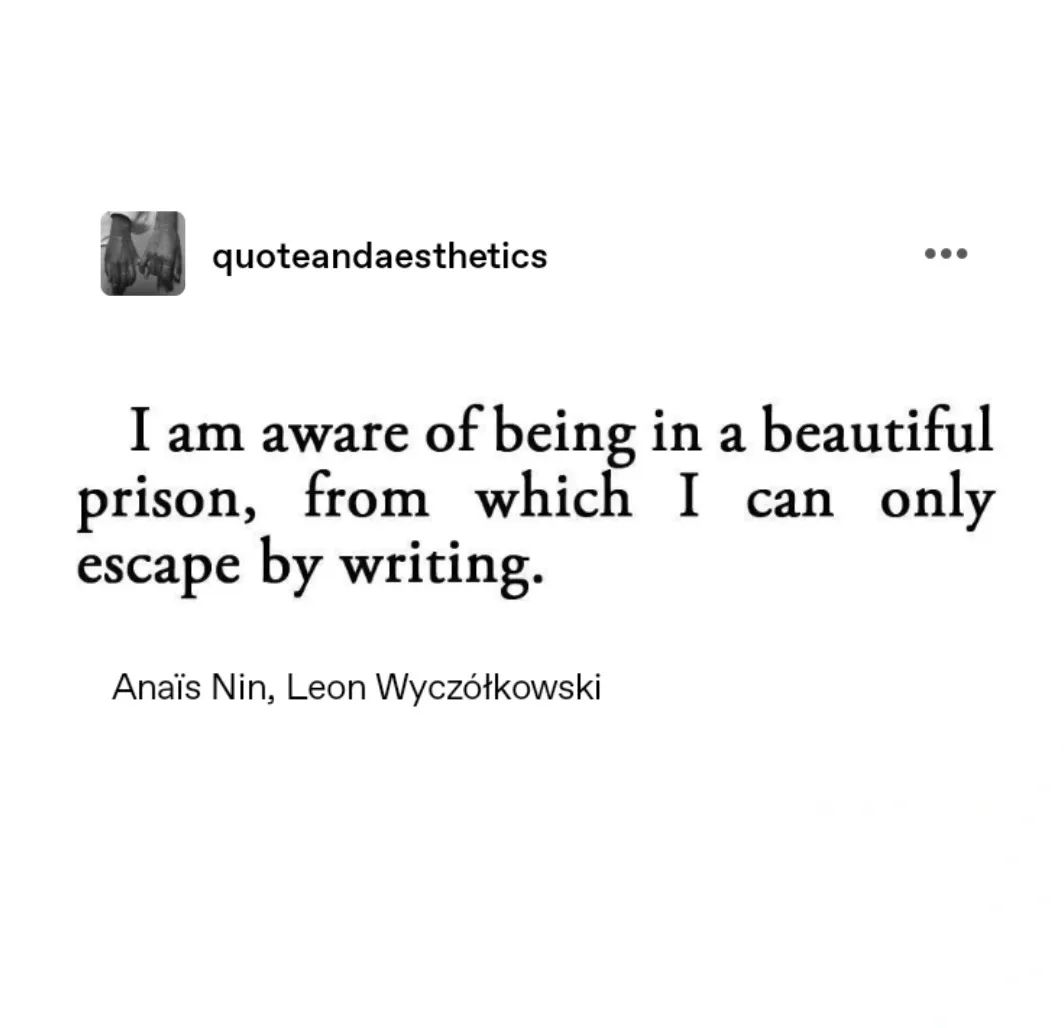 quoteandaesthetics
I am aware of being in a beautiful
prison, from which I can only
escape by writing.
Anaïs Nin, Leon Wyczółkowski